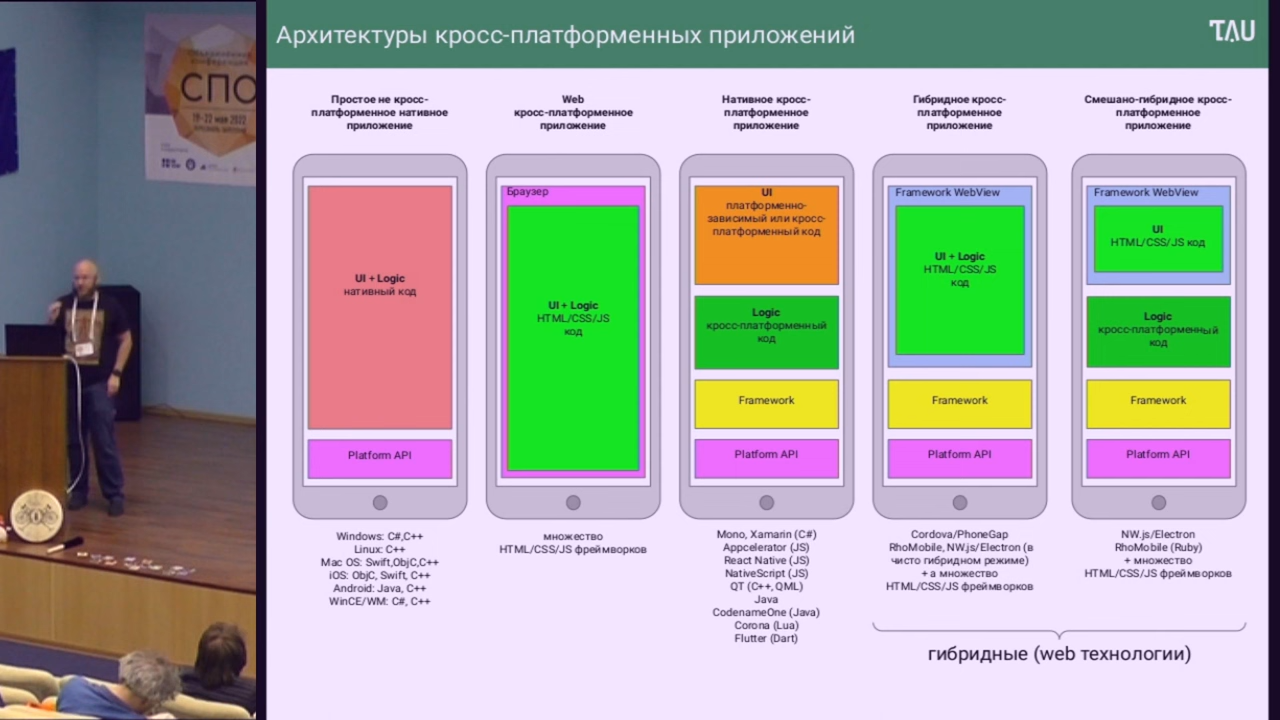 Архитектуры кросс-платформенных приложений
TAU
СПО
18-22 мая 2022
Простое не кросс-
платформенное нативное
приложение
UI + Logic
нативный код
Platform API
Windows: C#,C++
Linux: C++
Mac OS: Swift,ObjC,C++
iOS: ObjC, Swift, C++
Android: Java, C++
WinCE/WM: C#, C++
Web
кросс-платформенное
приложение
Браузер
UI + Logic
HTML/CSS/JS
код
множество
HTML/CSS/JS фреймворков
Нативное кросс-
платформенное
приложение
UI
платформенно-
зависимый или кросс-
платформенный код
Logic
кросс-платформенный
код
Framework
Platform API
Mono, Xamarin (C#)
Appcelerator (JS)
React Native (JS)
NativeScript (JS)
QT (C++, QML)
Java
CodenameOne (Java)
Corona (Lua)
Flutter (Dart)
Гибридное кросс-
платформенное
приложение
Framework WebView
UI + Logic
HTML/CSS/JS
код
Framework
Platform API
Cordova/PhoneGap
RhoMobile, NW.js/Electron (в
чисто гибридном режиме)
+ а множество
HTML/CSS/JS фреймворков
Смешано-гибридное кросс-
платформенное
приложение
Framework WebView
UI
HTML/CSS/JS код
Logic
кросс-платформенный
код
Framework
Platform API
NW.js/Electron
RhoMobile (Ruby)
+ множество
HTML/CSS/JS фреймворков
гибридные (web технологии)